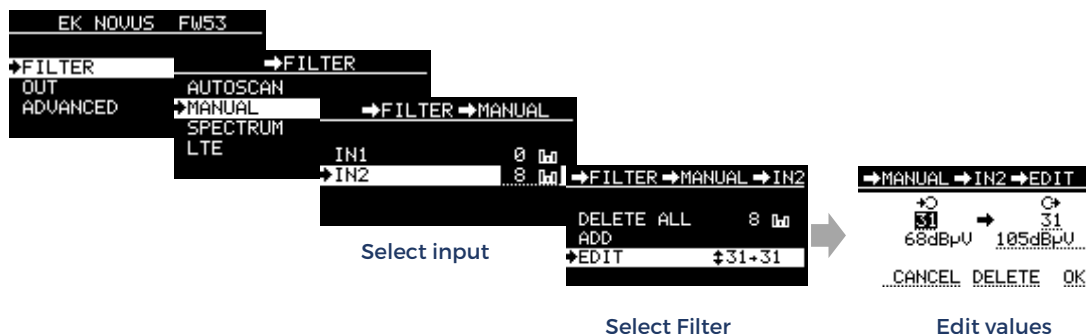 EK NOVUS FW53
➔FILTER
OUT
ADVANCED
➔FILTER
AUTOSCAN
➔MANUAL
SPECTRUM
LTE
➔FILTER ➔MANUAL
IN1 0
➔IN2 8
Select input
➔FILTER ➔MANUAL ➔IN2
DELETE ALL 8
ADD
➔EDIT ↕31→31
Select Filter
➔MANUAL ➔IN2 ➔EDIT
31 ➔ 31
68dBµV 105dBµV
CANCEL DELETE OK
Edit values